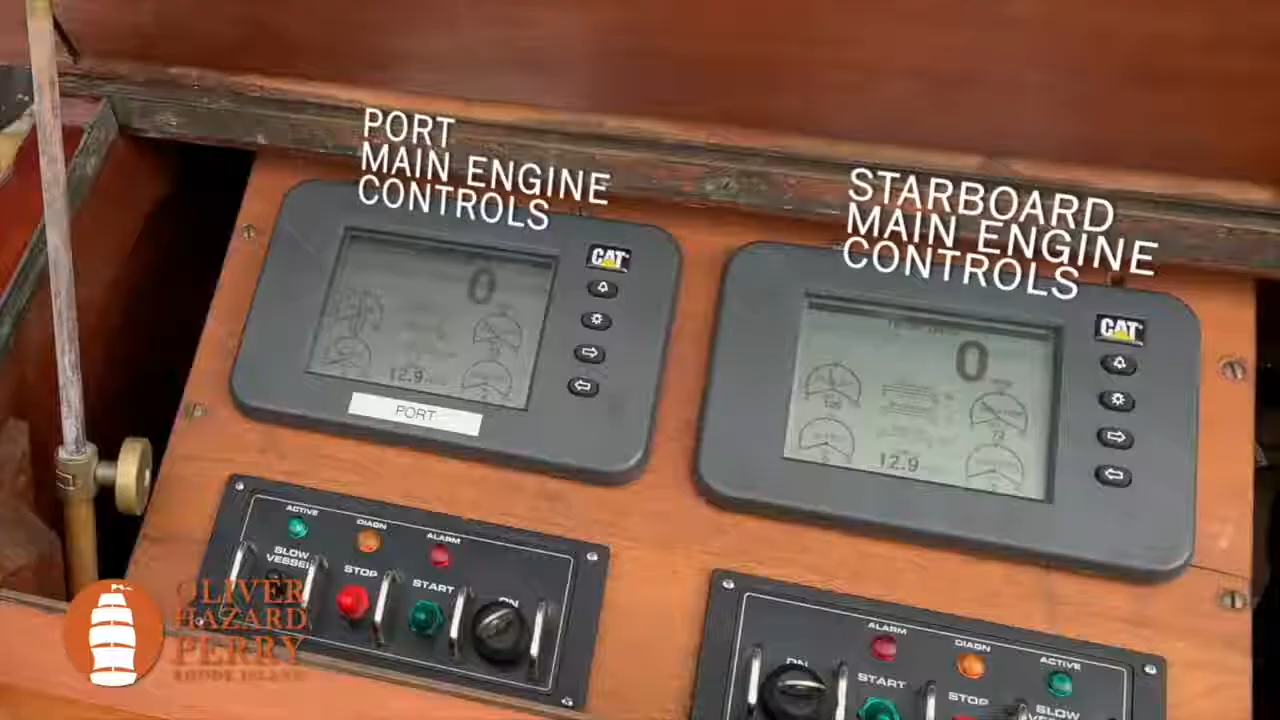 PORT
MAIN ENGINE
CONTROLS
STARBOARD
MAIN ENGINE
CONTROLS
CAT
0
12.9
PORT
CAT
0
12.9
ACTIVE
DIAGN
ALARM
SLOW
VESSEL
STOP
START
ON
ALARM
DIAGN
ACTIVE
ON
START
STOP
SLOW
OLIVER
HAZARD
PERRY
RHODE ISLAND